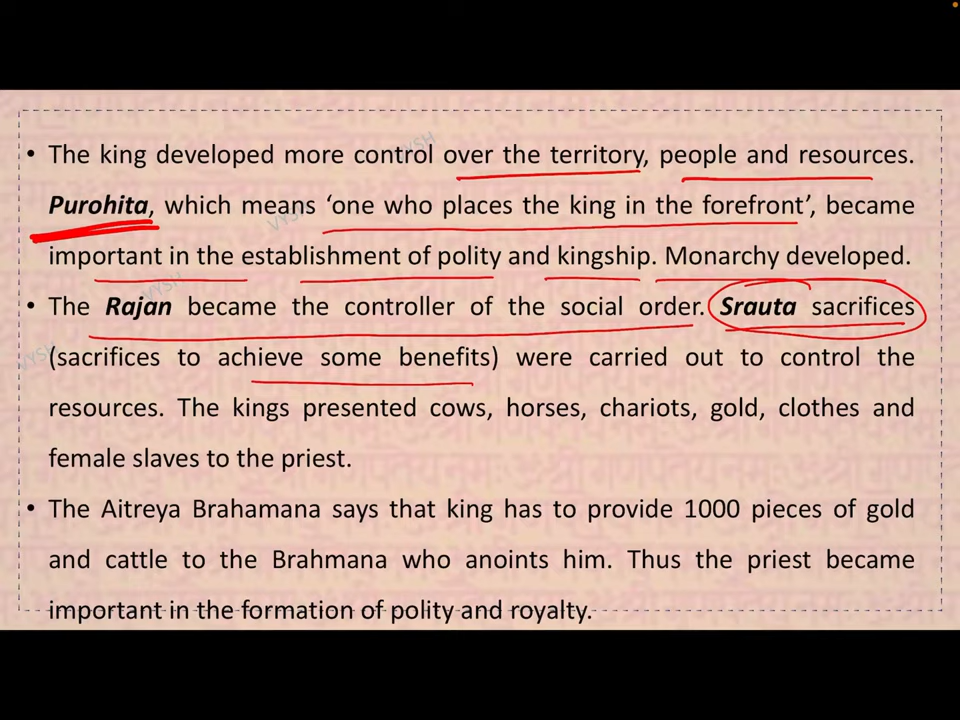 • The king developed more control over the territory, people and resources.
Purohita, which means ‘one who places the king in the forefront’, became
important in the establishment of polity and kingship. Monarchy developed.
• The Rajan became the controller of the social order. Srauta sacrifices
(sacrifices to achieve some benefits) were carried out to control the
resources. The kings presented cows, horses, chariots, gold, clothes and
female slaves to the priest.
• The Aitreya Brahamana says that king has to provide 1000 pieces of gold
and cattle to the Brahmana who anoints him. Thus the priest became
important in the formation of polity and royalty.
VYSH
VYSH
VYSH
VYSH